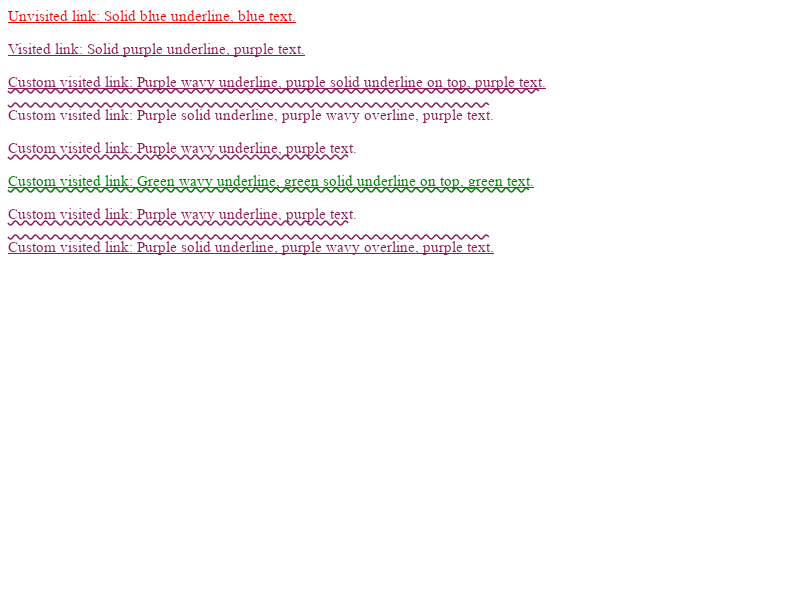 Unvisited link: Solid blue underline, blue text.
Visited link: Solid purple underline, purple text.
Custom visited link: Purple wavy underline, purple solid underline on top, purple text.
Custom visited link: Purple solid underline, purple wavy overline, purple text.
Custom visited link: Purple wavy underline, purple text.
Custom visited link: Green wavy underline, green solid underline on top, green text.
Custom visited link: Purple wavy underline, purple text.
Custom visited link: Purple solid underline, purple wavy overline, purple text.